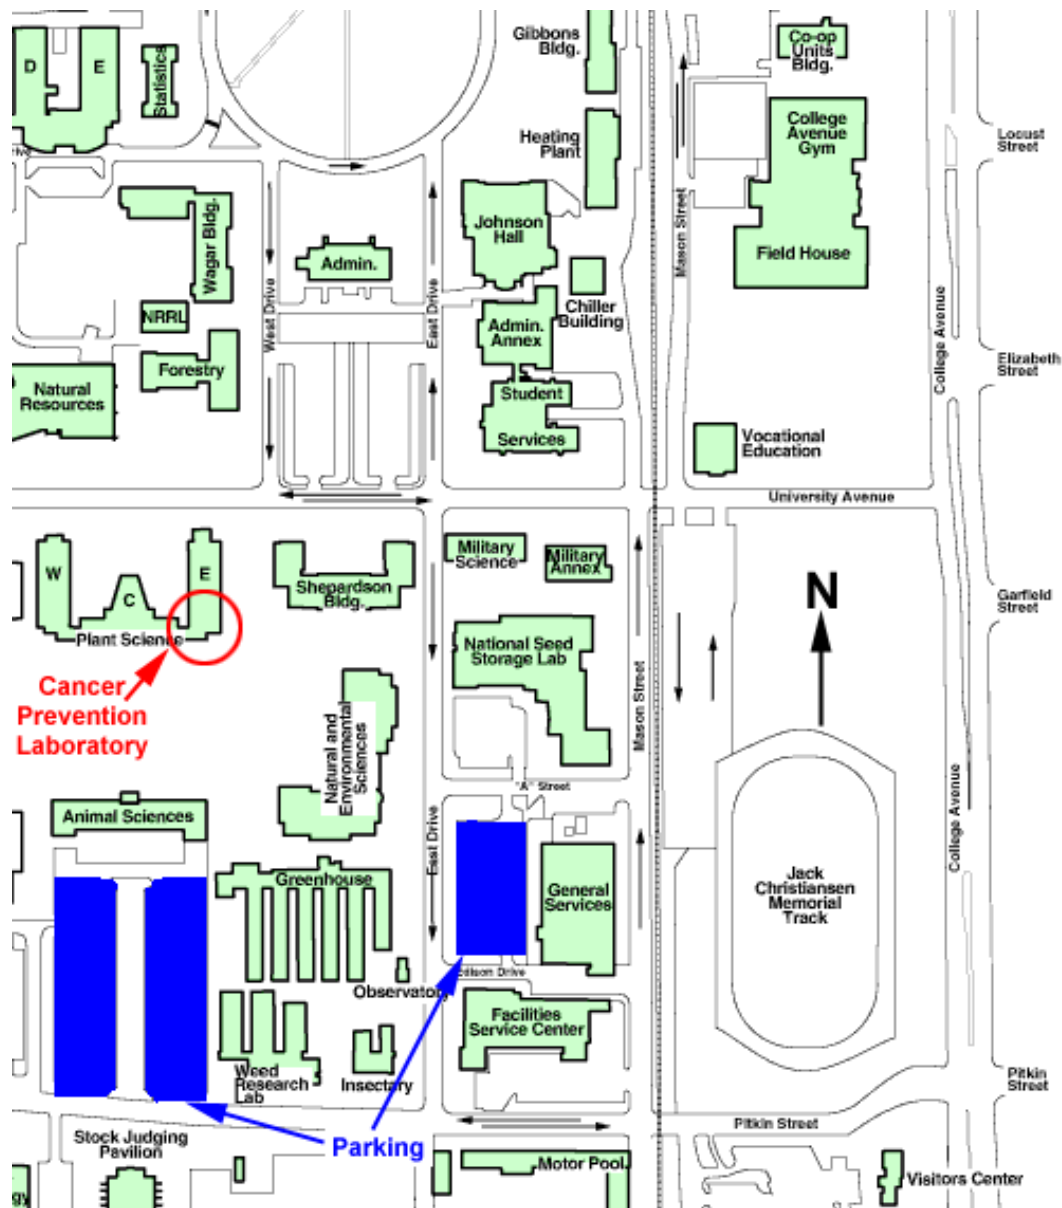 Gibbons
Bldg.
Co-op
Units
Bldg.
D
E
Statistics
College
Avenue
Gym
Locust
Street
Heating
Plant
Wagar Bldg.
Johnson
Hall
Mason Street
Admin.
Field House
Chiller
Building
NRRL
West Drive
East Drive
Admin.
Annex
College Avenue
Elizabeth
Street
Forestry
Natural
Resources
Student
Services
Vocational
Education
University Avenue
W
C
E
Plant Science
Shepardson
Bldg.
Military
Science
Military
Annex
N
Garfield
Street
National Seed
Storage Lab
Cancer
Prevention
Laboratory
Natural and
Environmental
Sciences
Mason Street
"A" Street
College Avenue
Animal Sciences
East Drive
Greenhouse
General
Services
Jack
Christiansen
Memorial
Track
Drive
Observatory
Facilities
Service Center
Weed
Research
Lab
Insectary
Pitkin
Street
Pitkin Street
Parking
Stock Judging
Pavilion
Motor Pool.
Visitors Center
gy